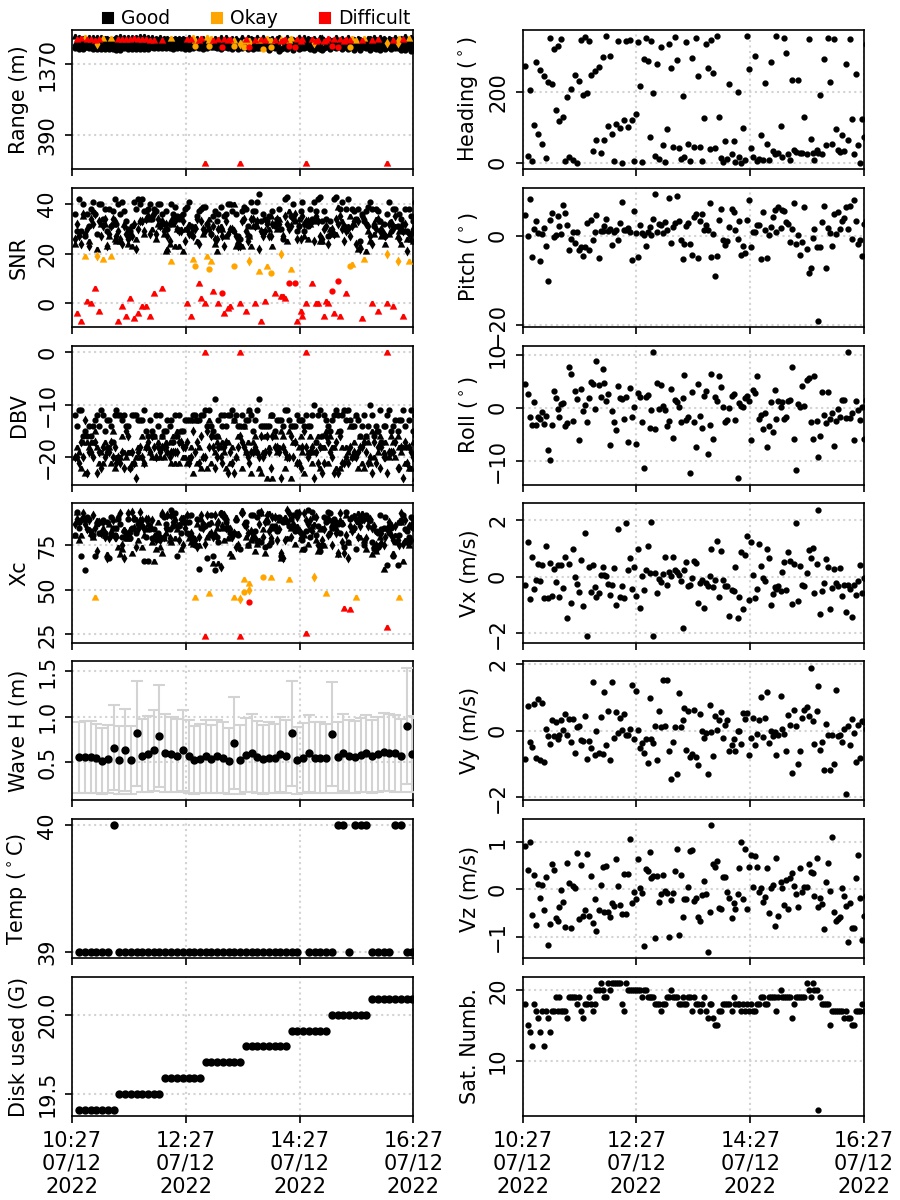 Good Okay Difficult
Range (m)
1370
390
Heading (°)
200
0
SNR
40
20
0
Pitch (°)
0
−20
DBV
0
−10
−20
Roll (°)
10
0
−10
Xc
75
50
25
Vx (m/s)
2
0
−2
Wave H (m)
1.5
1.0
0.5
Vy (m/s)
2
0
−2
Temp (°C)
40
39
Vz (m/s)
1
0
−1
Disk used (G)
20.0
19.5
Sat. Numb.
20
10
10:27 12:27 14:27 16:27 10:27 12:27 14:27 16:27
07/12 07/12 07/12 07/12 07/12 07/12 07/12 07/12
2022 2022 2022 2022 2022 2022 2022 2022